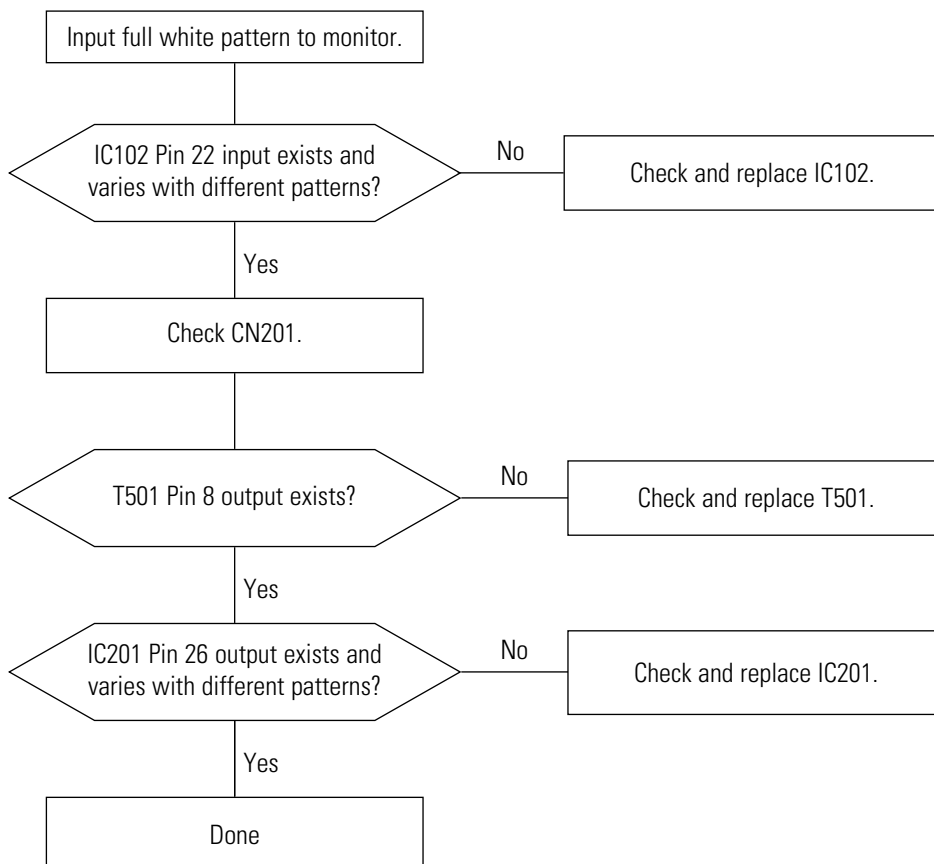 Input full white pattern to monitor.
IC102 Pin 22 input exists and
varies with different patterns?
No
Check and replace IC102.
Yes
Check CN201.
T501 Pin 8 output exists?
No
Check and replace T501.
Yes
IC201 Pin 26 output exists and
varies with different patterns?
No
Check and replace IC201.
Yes
Done